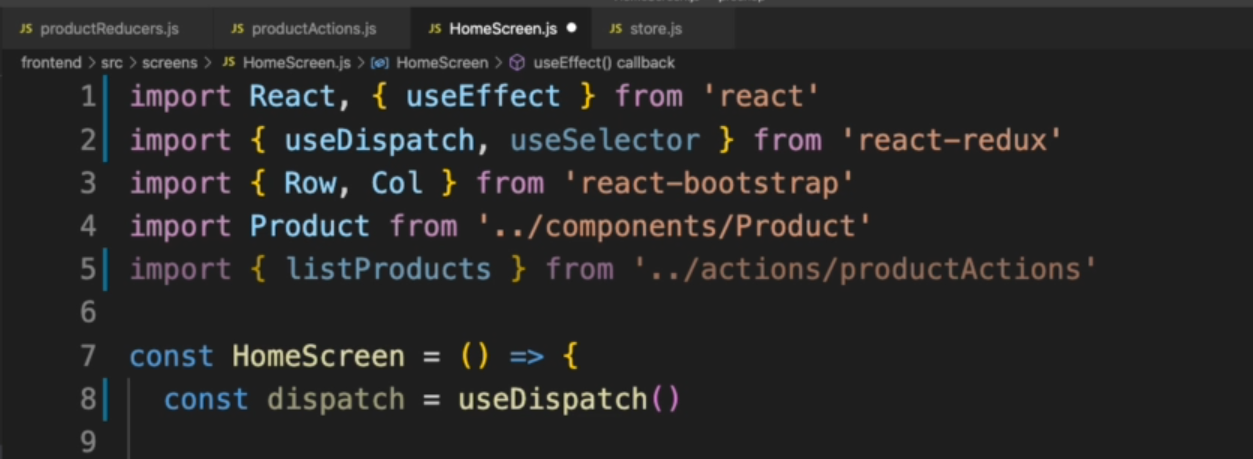 JS productReducers.js JS productActions.js JS HomeScreen.js ● JS store.js
frontend > src > screens > JS HomeScreen.js > HomeScreen > useEffect() callback
1 import React, { useEffect } from 'react'
2 import { useDispatch, useSelector } from 'react-redux'
3 import { Row, Col } from 'react-bootstrap'
4 import Product from '../components/Product'
5 import { listProducts } from '../actions/productActions'
6
7 const HomeScreen = () => {
8 const dispatch = useDispatch()
9